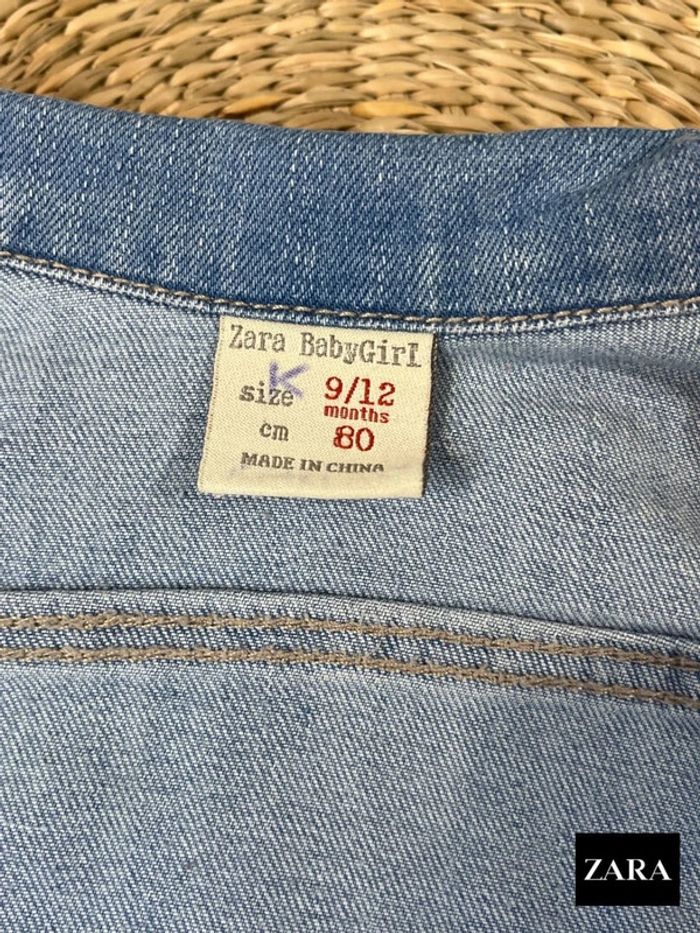 Zara BabyGirl
K
size 9/12
months
cm 80
MADE IN CHINA
ZARA